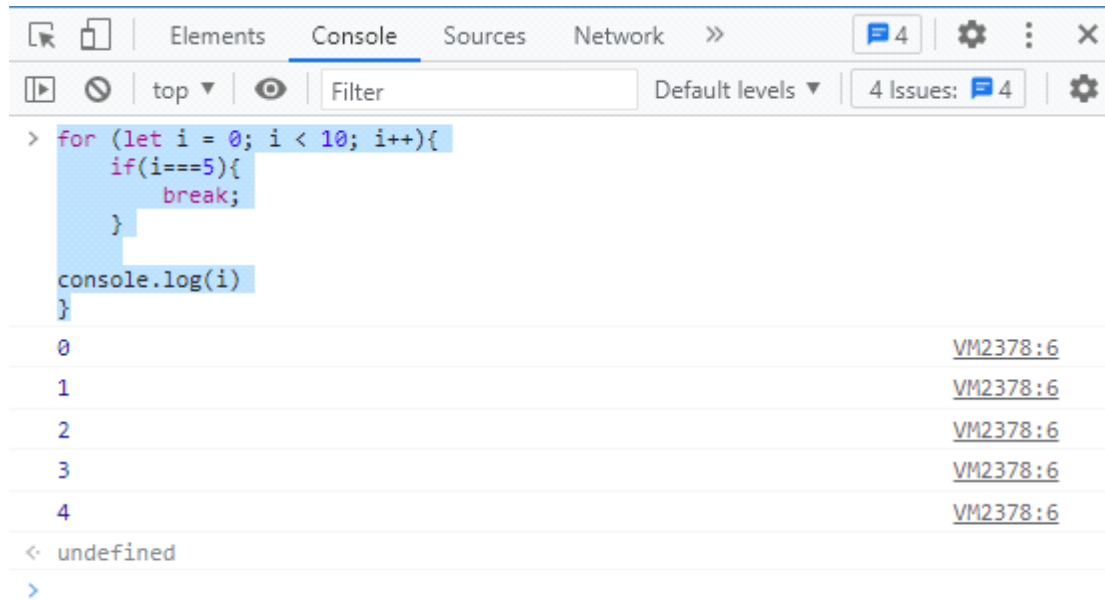 Elements Console Sources Network » 4
top ▼ Filter Default levels ▼ 4 Issues: 4
> for (let i = 0; i < 10; i++){
    if(i===5){
        break;
    }

console.log(i)
}
0 VM2378:6
1 VM2378:6
2 VM2378:6
3 VM2378:6
4 VM2378:6
undefined
>